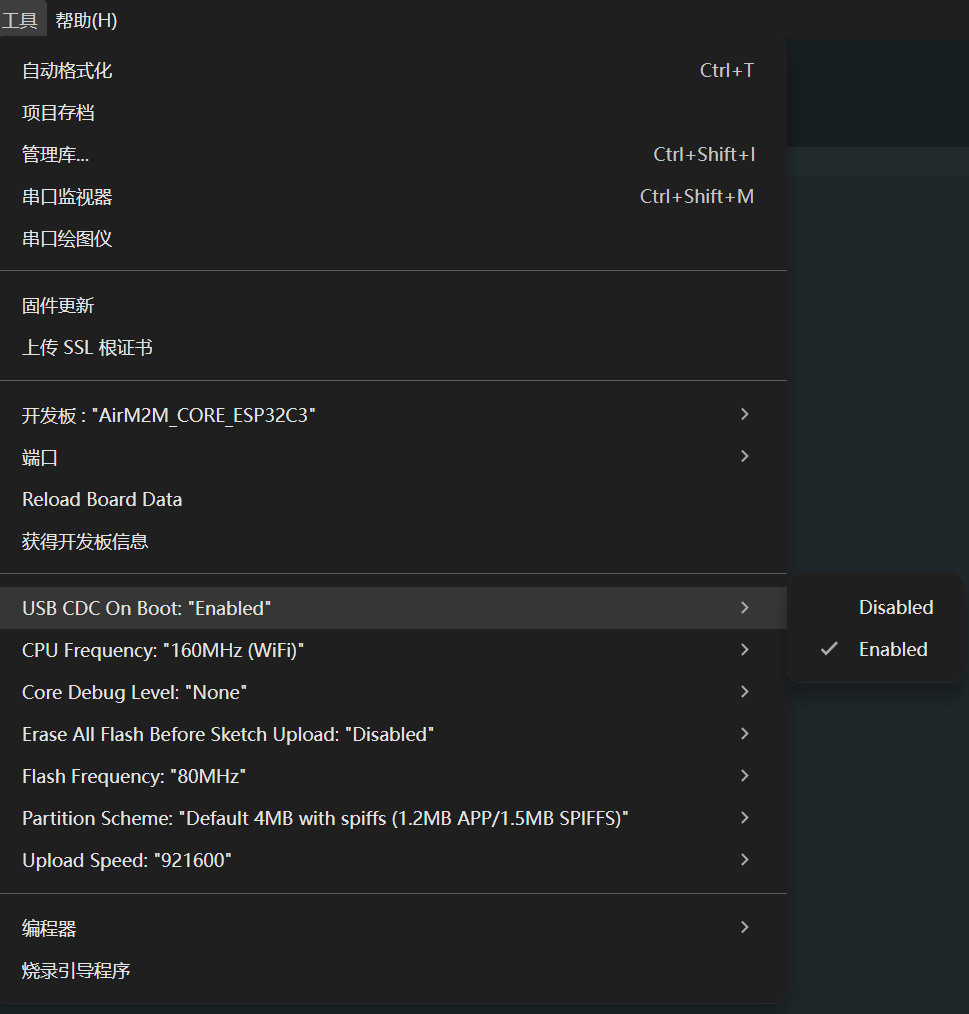 工具 帮助(H)
自动格式化 Ctrl+T
项目存档
管理库... Ctrl+Shift+I
串口监视器 Ctrl+Shift+M
串口绘图仪
固件更新
上传 SSL 根证书
开发板 : "AirM2M_CORE_ESP32C3"
端口
Reload Board Data
获得开发板信息
USB CDC On Boot: "Enabled"
Disabled
Enabled
CPU Frequency: "160MHz (WiFi)"
Core Debug Level: "None"
Erase All Flash Before Sketch Upload: "Disabled"
Flash Frequency: "80MHz"
Partition Scheme: "Default 4MB with spiffs (1.2MB APP/1.5MB SPIFFS)"
Upload Speed: "921600"
编程器
烧录引导程序